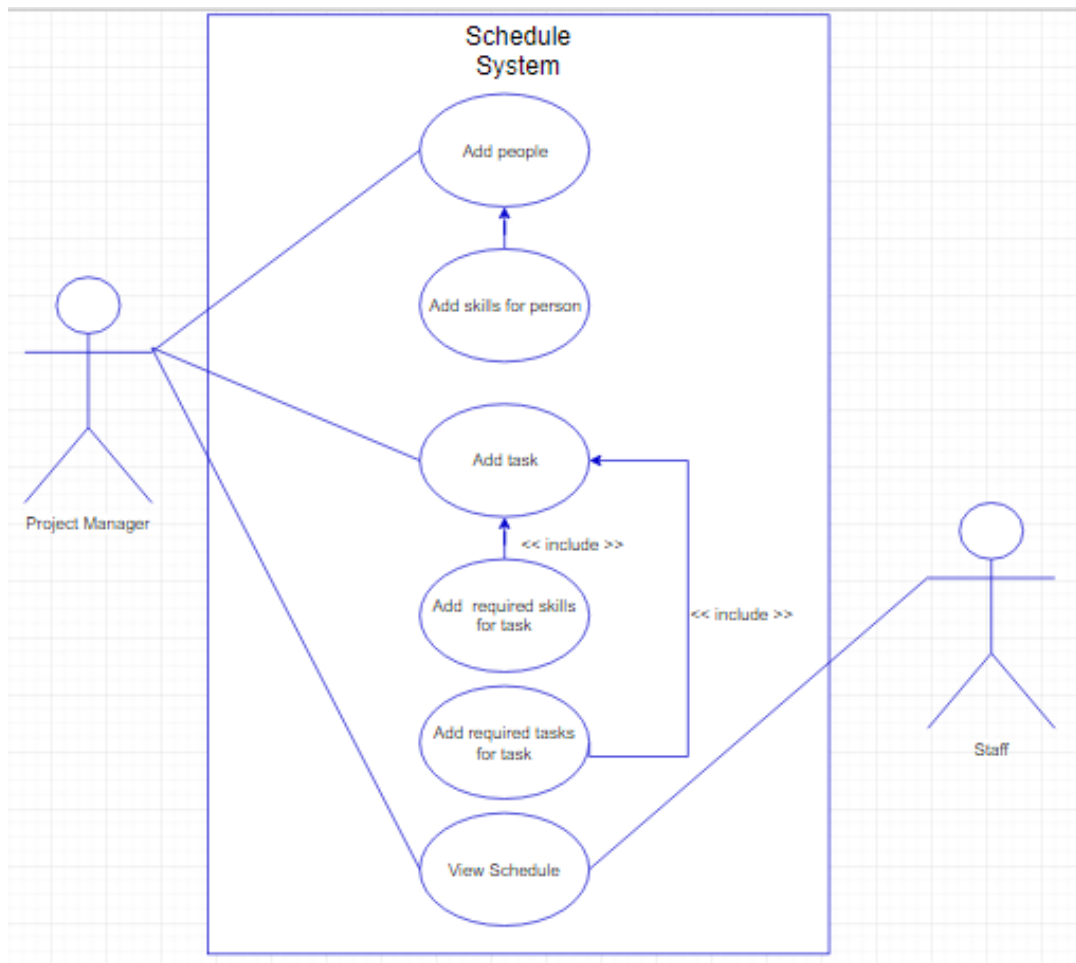 Schedule
System
Add people
Add skills for person
Add task
<< include >>
Add required skills
for task
<< include >>
Add required tasks
for task
View Schedule
Project Manager
Staff